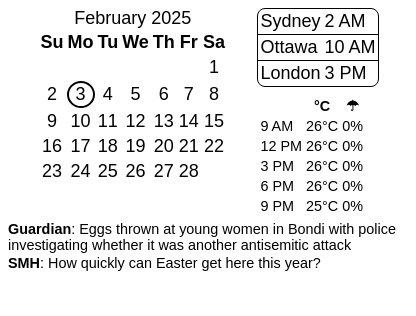 February 2025
Su Mo Tu We Th Fr Sa
1
2 3 4 5 6 7 8
9 10 11 12 13 14 15
16 17 18 19 20 21 22
23 24 25 26 27 28
Sydney 2 AM
Ottawa 10 AM
London 3 PM
°C ☂
9 AM 26°C 0%
12 PM 26°C 0%
3 PM 26°C 0%
6 PM 26°C 0%
9 PM 25°C 0%
Guardian: Eggs thrown at young women in Bondi with police
investigating whether it was another antisemitic attack
SMH: How quickly can Easter get here this year?